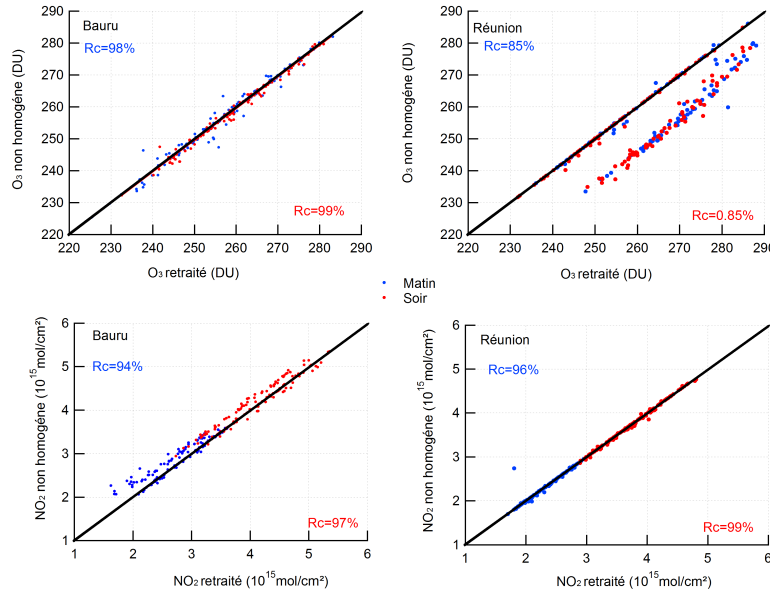 290
280
270
260
250
240
230
220
O₃ non homogéne (DU)
Bauru
Rc=98%
Rc=99%
220 230 240 250 260 270 280 290
O₃ retraité (DU)
290
280
270
260
250
240
230
220
O₃ non homogéne (DU)
Réunion
Rc=85%
Rc=0.85%
220 230 240 250 260 270 280 290
O₃ retraité (DU)
Matin
Soir
6
5
4
3
2
1
NO₂ non homogéne (10¹⁵mol/cm²)
Bauru
Rc=94%
Rc=97%
1 2 3 4 5 6
NO₂ retraité (10¹⁵mol/cm²)
6
5
4
3
2
1
NO₂ non homogéne (10¹⁵mol/cm²)
Réunion
Rc=96%
Rc=99%
1 2 3 4 5 6
NO₂ retraité (10¹⁵mol/cm²)